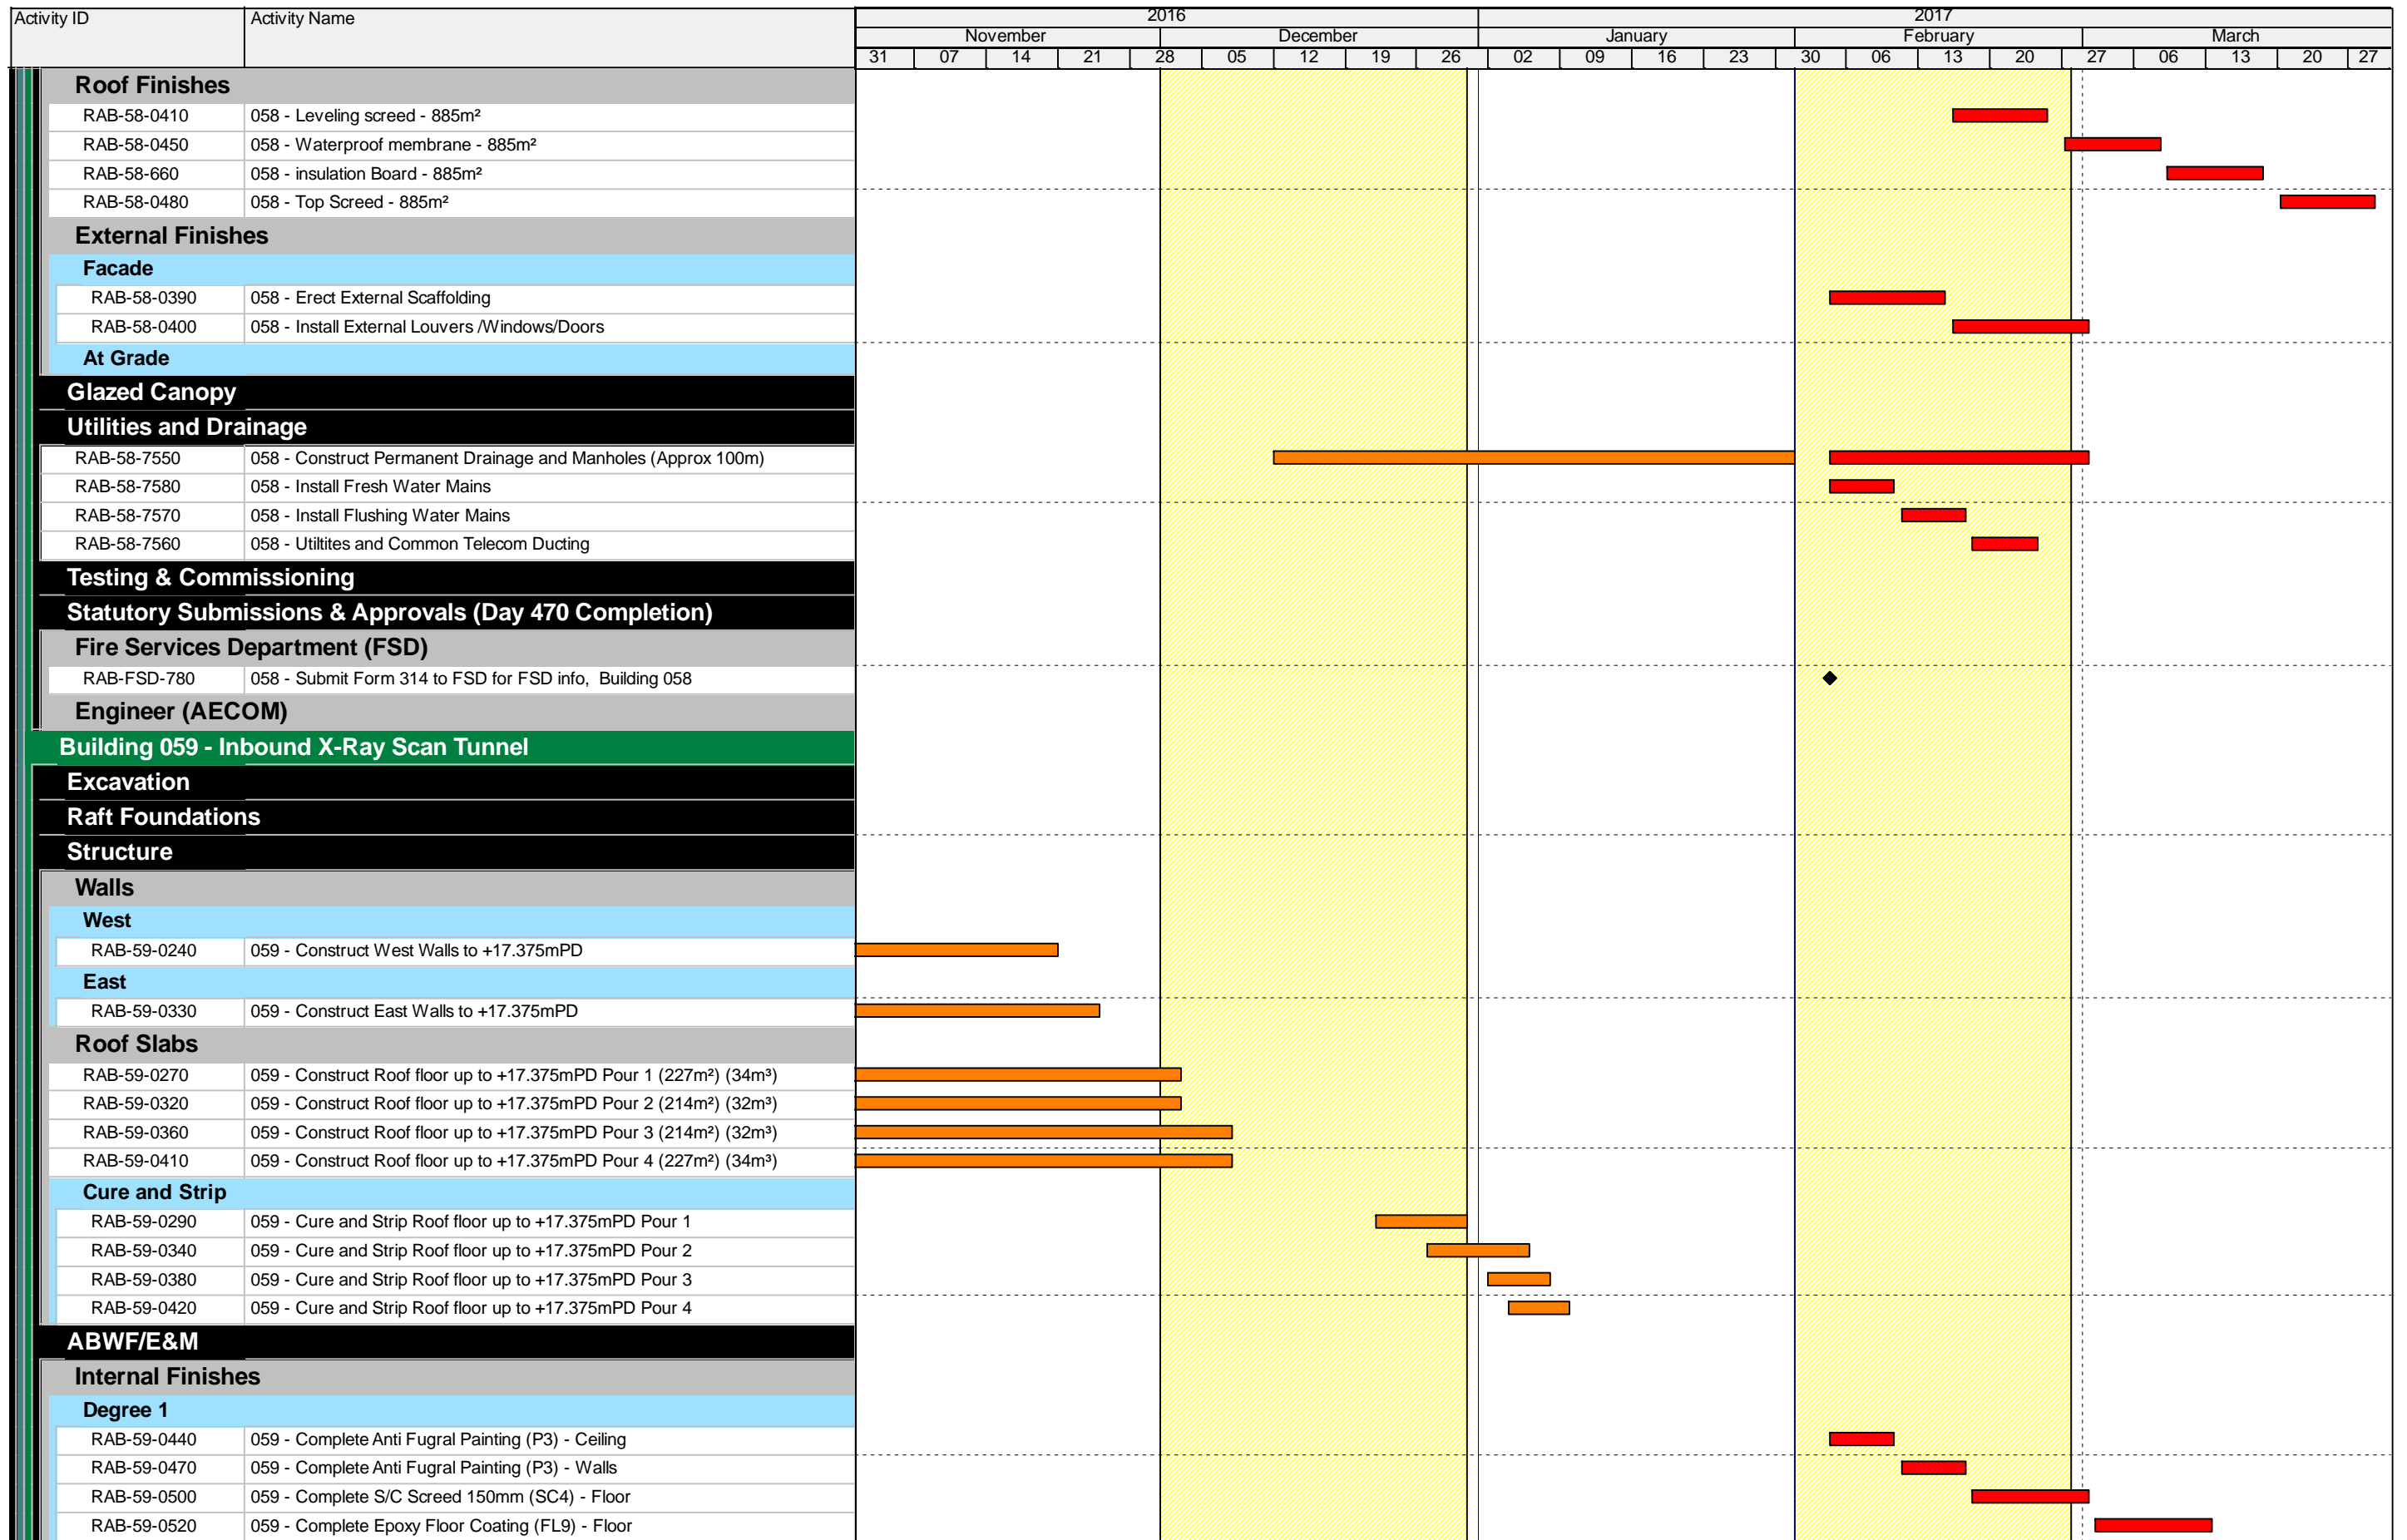 Activity ID Activity Name 2016 2017
November December January February March
31 07 14 21 28 05 12 19 26 02 09 16 23 30 06 13 20 27 06 13 20 27
Roof Finishes
RAB-58-0410 058 - Leveling screed - 885m²
RAB-58-0450 058 - Waterproof membrane - 885m²
RAB-58-660 058 - insulation Board - 885m²
RAB-58-0480 058 - Top Screed - 885m²
External Finishes
Facade
RAB-58-0390 058 - Erect External Scaffolding
RAB-58-0400 058 - Install External Louvers /Windows/Doors
At Grade
Glazed Canopy
Utilities and Drainage
RAB-58-7550 058 - Construct Permanent Drainage and Manholes (Approx 100m)
RAB-58-7580 058 - Install Fresh Water Mains
RAB-58-7570 058 - Install Flushing Water Mains
RAB-58-7560 058 - Utiltites and Common Telecom Ducting
Testing & Commissioning
Statutory Submissions & Approvals (Day 470 Completion)
Fire Services Department (FSD)
RAB-FSD-780 058 - Submit Form 314 to FSD for FSD info, Building 058
Engineer (AECOM)
Building 059 - Inbound X-Ray Scan Tunnel
Excavation
Raft Foundations
Structure
Walls
West
RAB-59-0240 059 - Construct West Walls to +17.375mPD
East
RAB-59-0330 059 - Construct East Walls to +17.375mPD
Roof Slabs
RAB-59-0270 059 - Construct Roof floor up to +17.375mPD Pour 1 (227m²) (34m³)
RAB-59-0320 059 - Construct Roof floor up to +17.375mPD Pour 2 (214m²) (32m³)
RAB-59-0360 059 - Construct Roof floor up to +17.375mPD Pour 3 (214m²) (32m³)
RAB-59-0410 059 - Construct Roof floor up to +17.375mPD Pour 4 (227m²) (34m³)
Cure and Strip
RAB-59-0290 059 - Cure and Strip Roof floor up to +17.375mPD Pour 1
RAB-59-0340 059 - Cure and Strip Roof floor up to +17.375mPD Pour 2
RAB-59-0380 059 - Cure and Strip Roof floor up to +17.375mPD Pour 3
RAB-59-0420 059 - Cure and Strip Roof floor up to +17.375mPD Pour 4
ABWF/E&M
Internal Finishes
Degree 1
RAB-59-0440 059 - Complete Anti Fugral Painting (P3) - Ceiling
RAB-59-0470 059 - Complete Anti Fugral Painting (P3) - Walls
RAB-59-0500 059 - Complete S/C Screed 150mm (SC4) - Floor
RAB-59-0520 059 - Complete Epoxy Floor Coating (FL9) - Floor